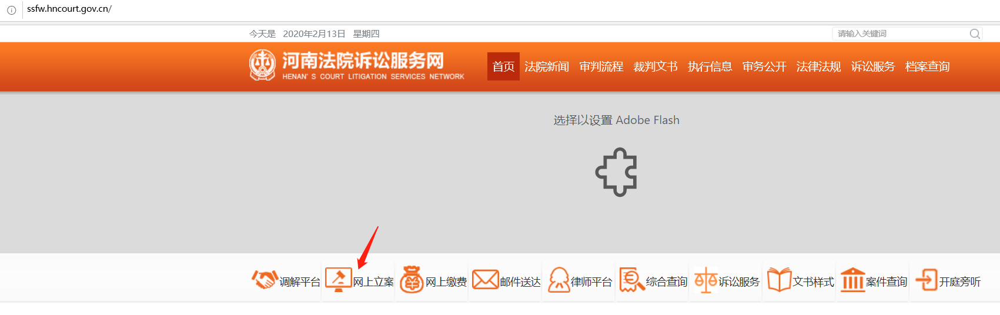 ssfw.hncourt.gov.cn/
今天是 2020年2月13日 星期四
请输入关键词
河南法院诉讼服务网
HENAN' S COURT LITIGATION SERVICES NETWORK
首页 法院新闻 审判流程 裁判文书 执行信息 审务公开 法律法规 诉讼服务 档案查询
选择以设置 Adobe Flash
调解平台 网上立案 网上缴费 邮件送达 律师平台 综合查询 诉讼服务 文书样式 案件查询 开庭旁听